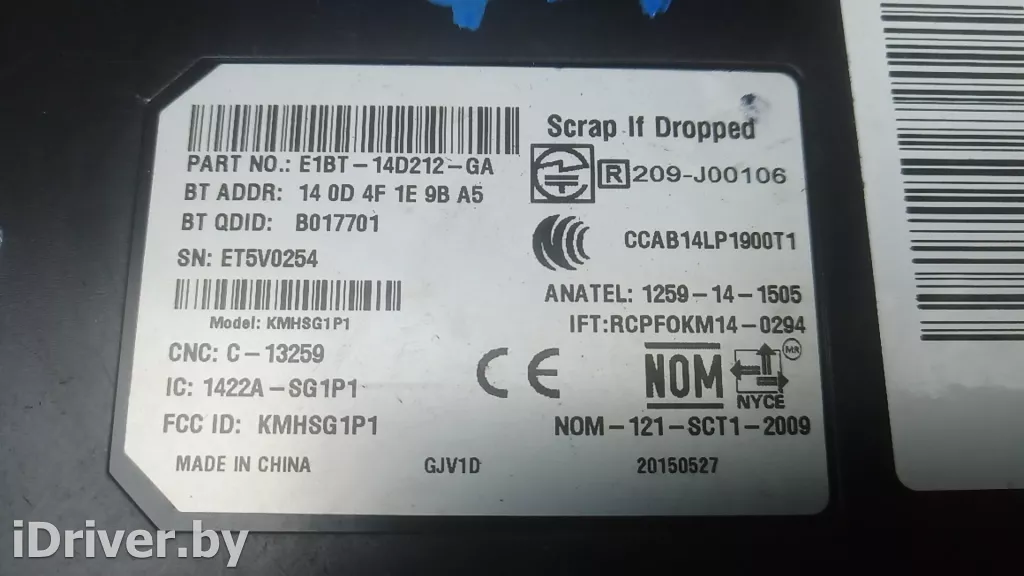 Scrap If Dropped
PART NO.: E1BT-14D212-GA
R 209-J00106
BT ADDR: 14 0D 4F 1E 9B A5
BT QDID: B017701
CCAB14LP1900T1
SN: ET5V0254
ANATEL: 1259-14-1505
Model: KMHSG1P1
IFT:RCPFOKM14-0294
CNC: C-13259
CE
NOM
MR
NYCE
IC: 1422A-SG1P1
FCC ID: KMHSG1P1
NOM-121-SCT1-2009
MADE IN CHINA
GJV1D
20150527
iDriver.by